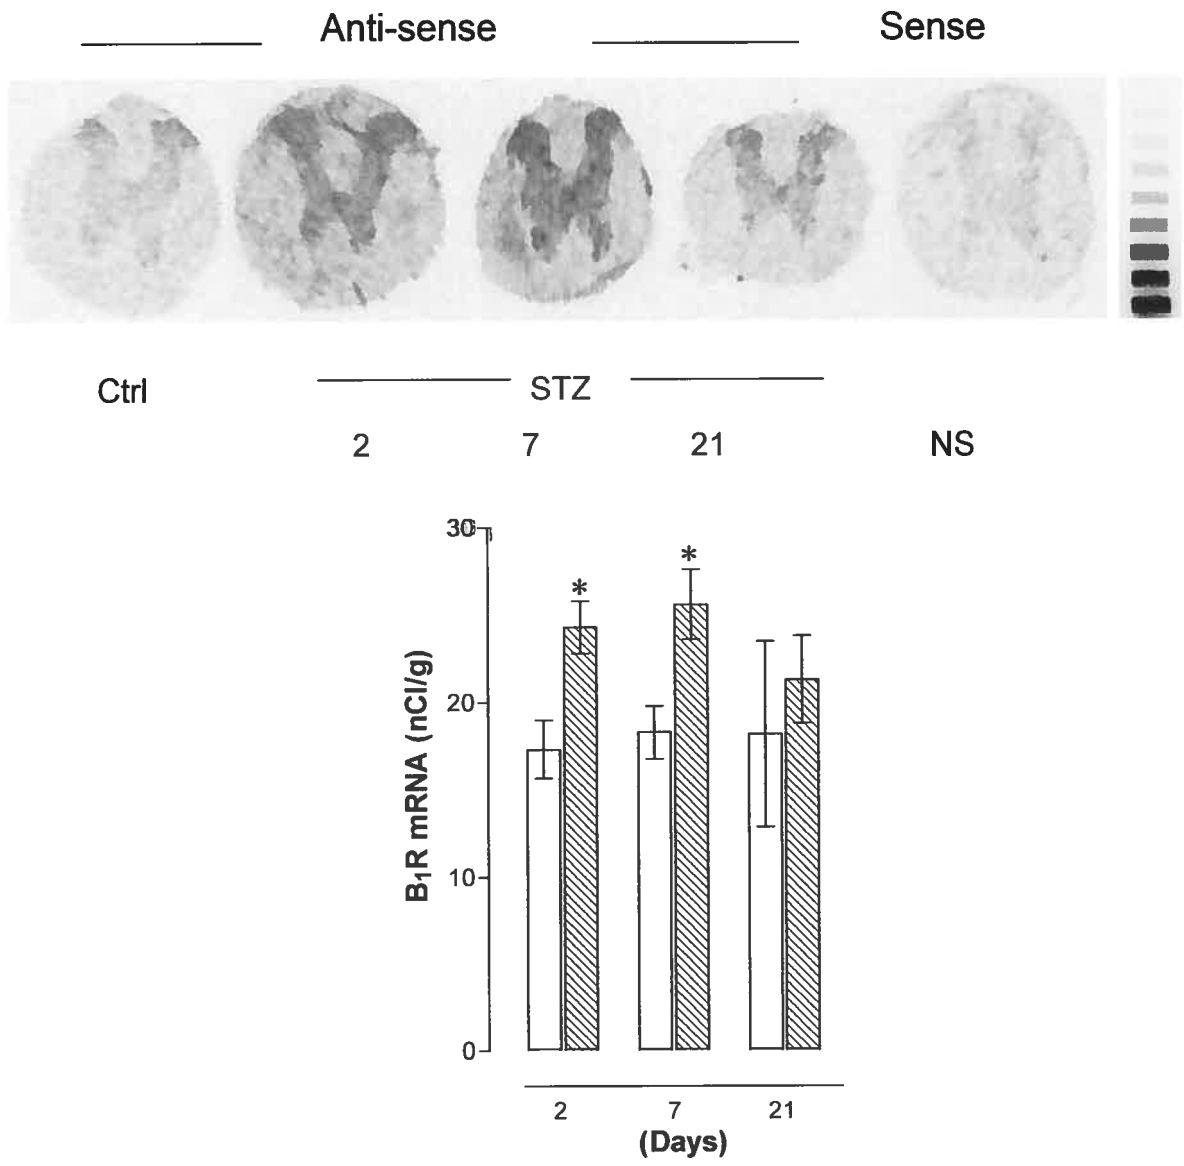 Anti-sense Sense
Ctrl STZ
2 7 21 NS
30
*
*
20
10
0
B₁R mRNA (nCI/g)
2 7 21
(Days)